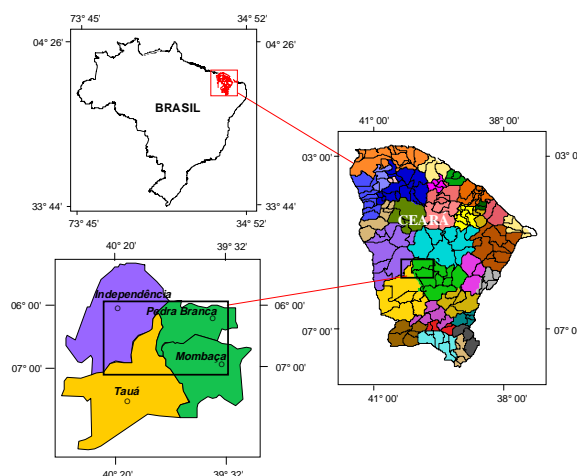 73° 45' 34° 52'
04° 26' 04° 26'
BRASIL
33° 44' 33° 44'
73° 45' 34° 52'
41° 00' 38° 00'
03° 00' 03° 00'
CEARÁ
07° 00' 07° 00'
41° 00' 38° 00'
40° 20' 39° 32'
06° 00' 06° 00'
Independência
Pedra Branca
Mombaça
07° 00' 07° 00'
Tauá
40° 20' 39° 32'